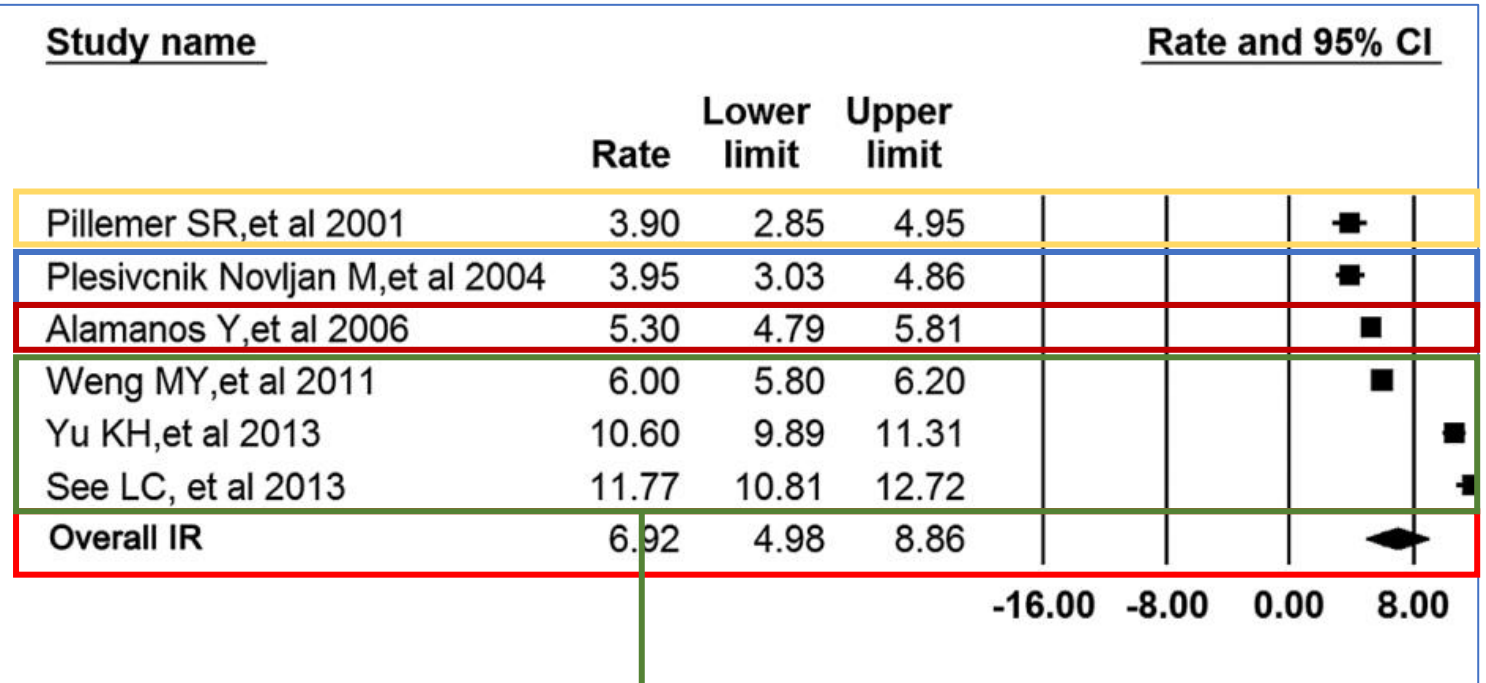 Study name Rate and 95% CI
Lower Upper
Rate limit limit
Pillemer SR,et al 2001 3.90 2.85 4.95
Plesivcnik Novljan M,et al 2004 3.95 3.03 4.86
Alamanos Y,et al 2006 5.30 4.79 5.81
Weng MY,et al 2011 6.00 5.80 6.20
Yu KH,et al 2013 10.60 9.89 11.31
See LC, et al 2013 11.77 10.81 12.72
Overall IR 6.92 4.98 8.86
-16.00 -8.00 0.00 8.00